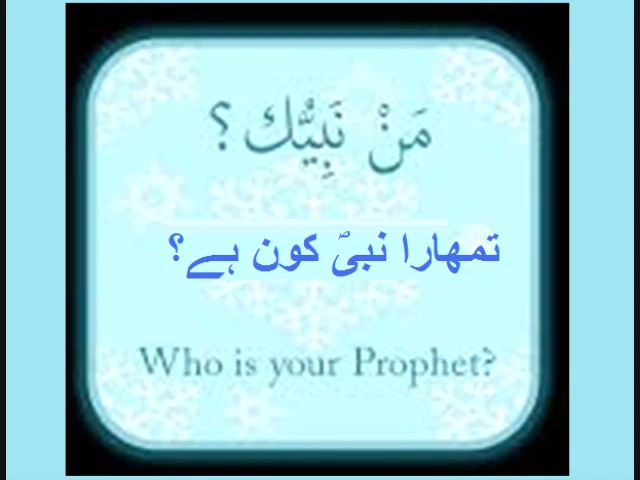 مَنْ نَبِيُّك ؟
تمھارا نبیؐ کون ہے؟
Who is your Prophet?